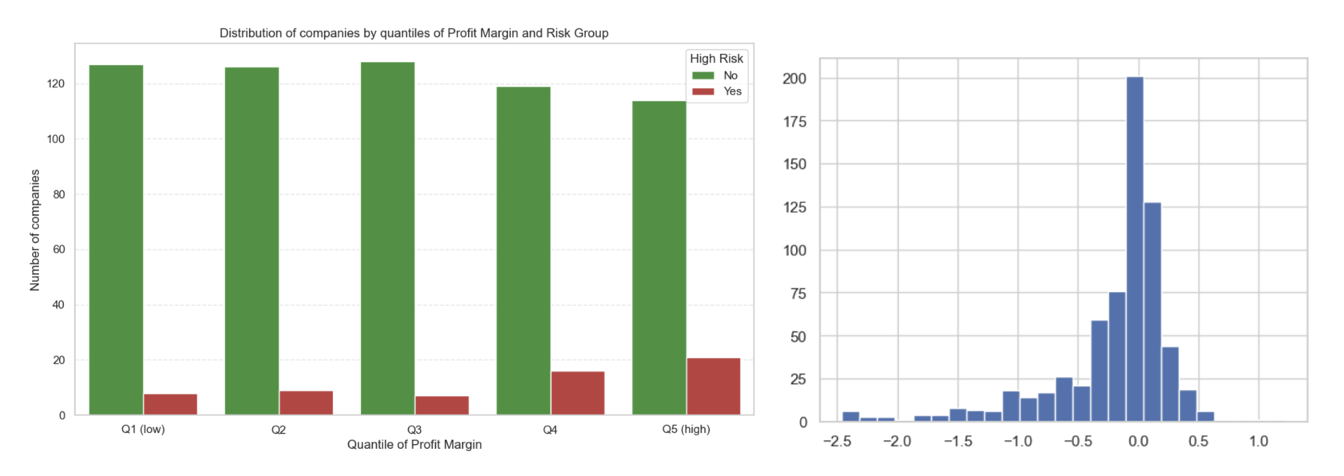 Distribution of companies by quantiles of Profit Margin and Risk Group
High Risk
No
Yes
Number of companies
120
100
80
60
40
20
0
Q1 (low)
Q2
Q3
Q4
Q5 (high)
Quantile of Profit Margin
200
175
150
125
100
75
50
25
0
−2.5
−2.0
−1.5
−1.0
−0.5
0.0
0.5
1.0